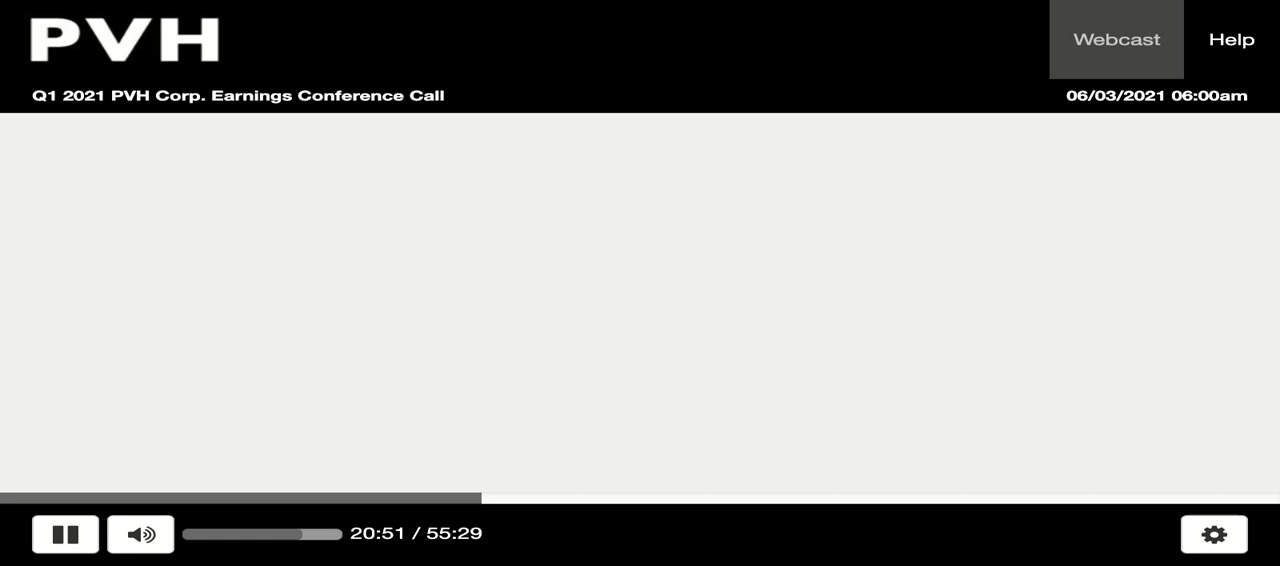 PVH
Webcast
Help
Q1 2021 PVH Corp. Earnings Conference Call
06/03/2021 06:00am
20:51 / 55:29